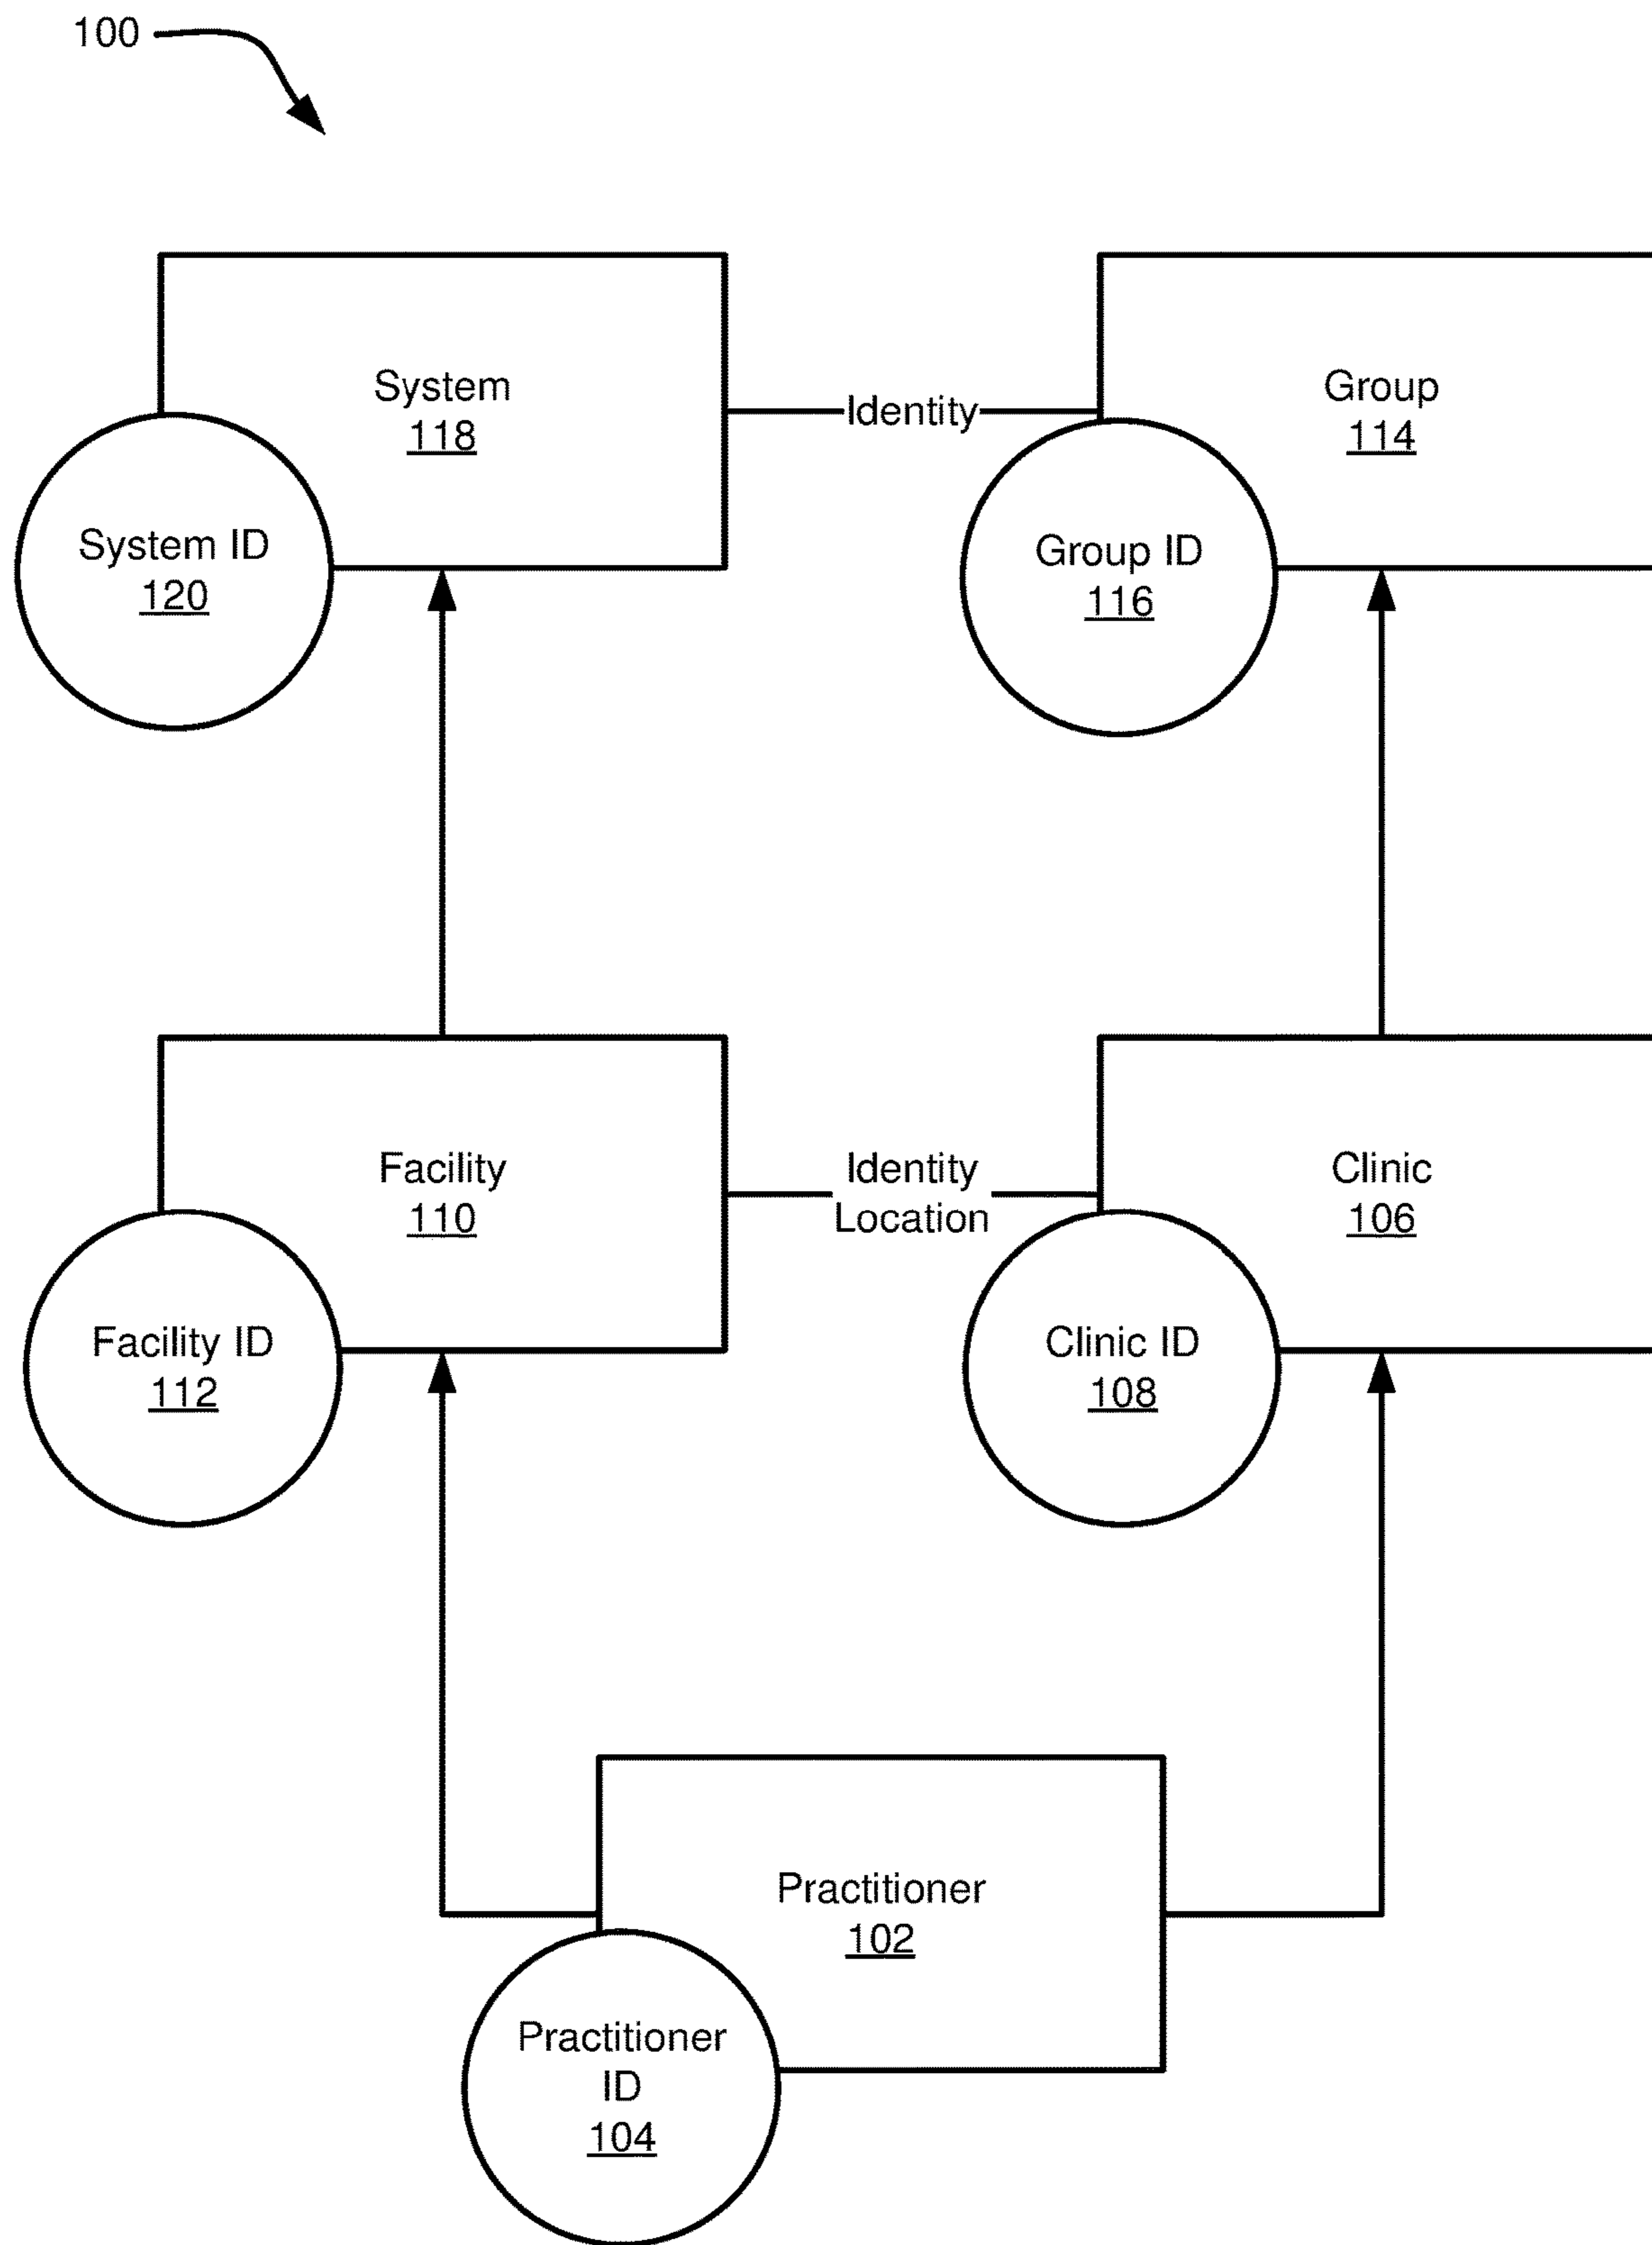 100
System
118
Identity
Group
114
System ID
120
Group ID
116
Facility
110
Identity
Location
Clinic
106
Facility ID
112
Clinic ID
108
Practitioner
102
Practitioner
ID
104